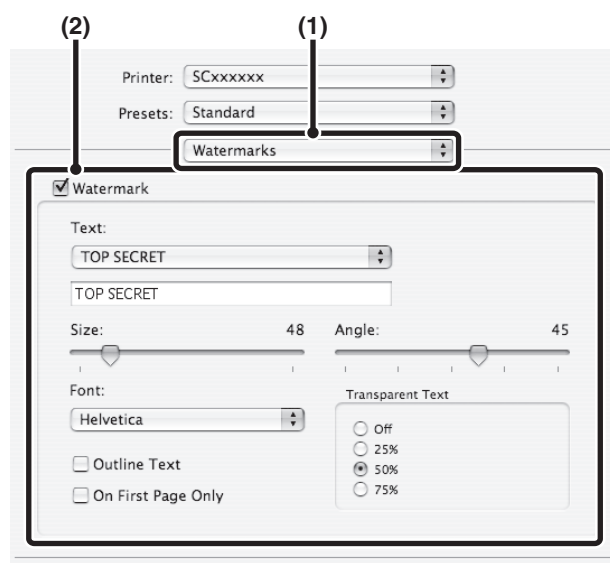 (2) (1)
Printer: SCxxxxxx
Presets: Standard
Watermarks
Watermark
Text:
TOP SECRET
TOP SECRET
Size: 48 Angle: 45
Font: Transparent Text
Helvetica
Off
25%
Outline Text
50%
On First Page Only
75%